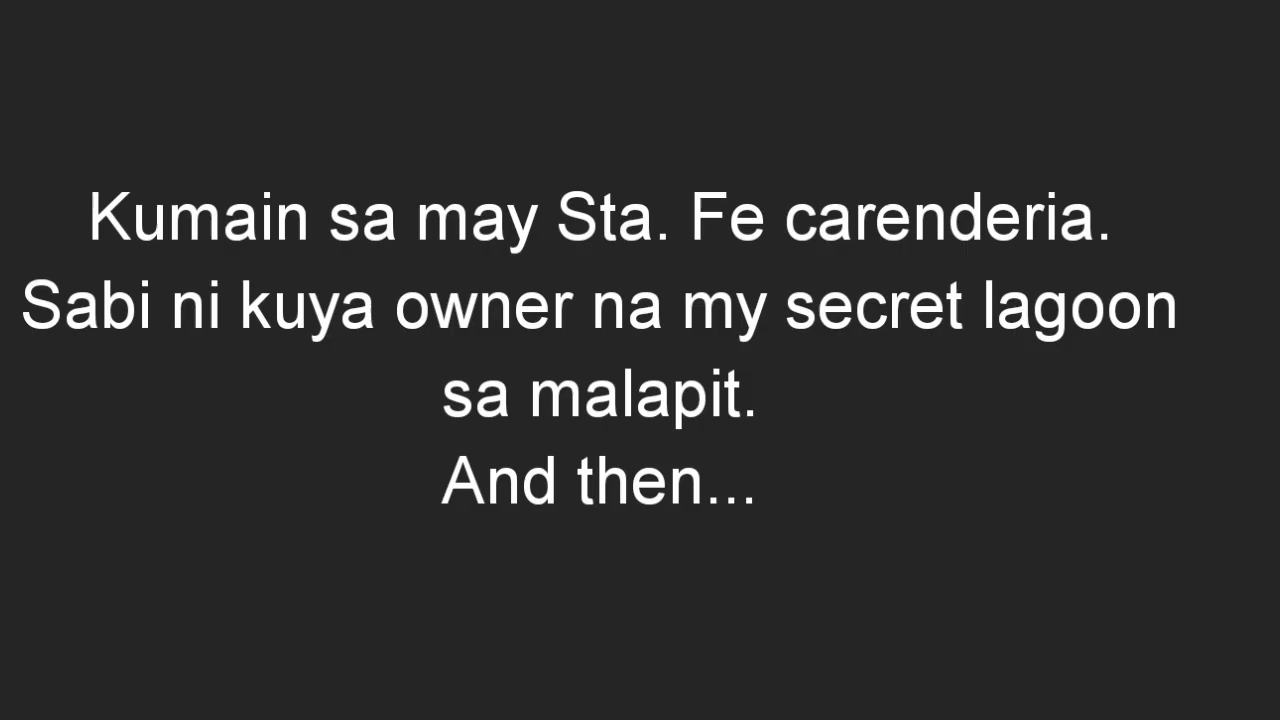 Kumain sa may Sta. Fe carenderia.
Sabi ni kuya owner na my secret lagoon
sa malapit.
And then...